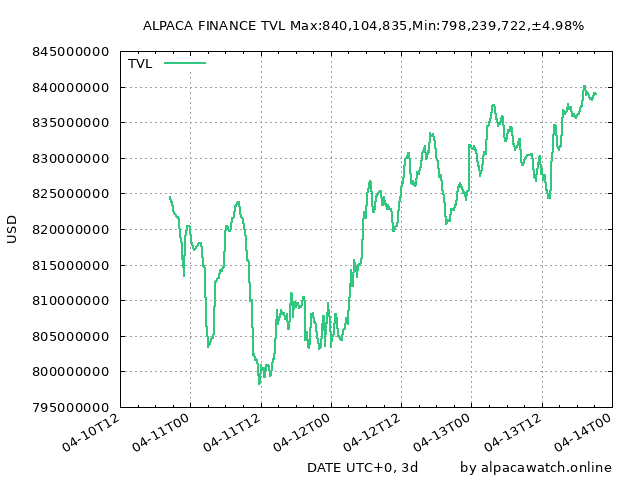 ALPACA FINANCE TVL Max:840,104,835,Min:798,239,722,±4.98%
845000000
TVL
840000000
835000000
830000000
825000000
820000000
USD
815000000
810000000
805000000
800000000
795000000
04-10T12
04-11T00
04-11T12
04-12T00
04-12T12
04-13T00
04-13T12
04-14T00
DATE UTC+0, 3d
by alpacawatch.online